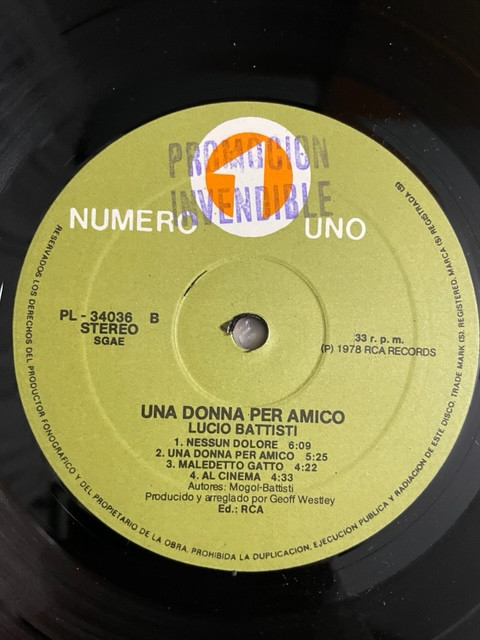 PROMOCION
INVENDIBLE
1
NUMERO UNO
PL - 34036 B
STEREO
SGAE
33 r. p. m.
(P) 1978 RCA RECORDS
UNA DONNA PER AMICO
LUCIO BATTISTI
1. NESSUN DOLORE 6:09
2. UNA DONNA PER AMICO 5:25
3. MALEDETTO GATTO 4:22
4. AL CINEMA 4:33
Autores: Mogol-Battisti
Producido y arreglado por Geoff Westley
Ed.: RCA
RESERVADOS LOS DERECHOS DEL PRODUCTOR FONOGRAFICO Y DEL PROPIETARIO DE LA OBRA. PROHIBIDA LA DUPLICACION, EJECUCION PUBLICA Y RADIACION DE ESTE DISCO. TRADE MARK (S). REGISTERED. MARCA (S) REGISTRADA (S)